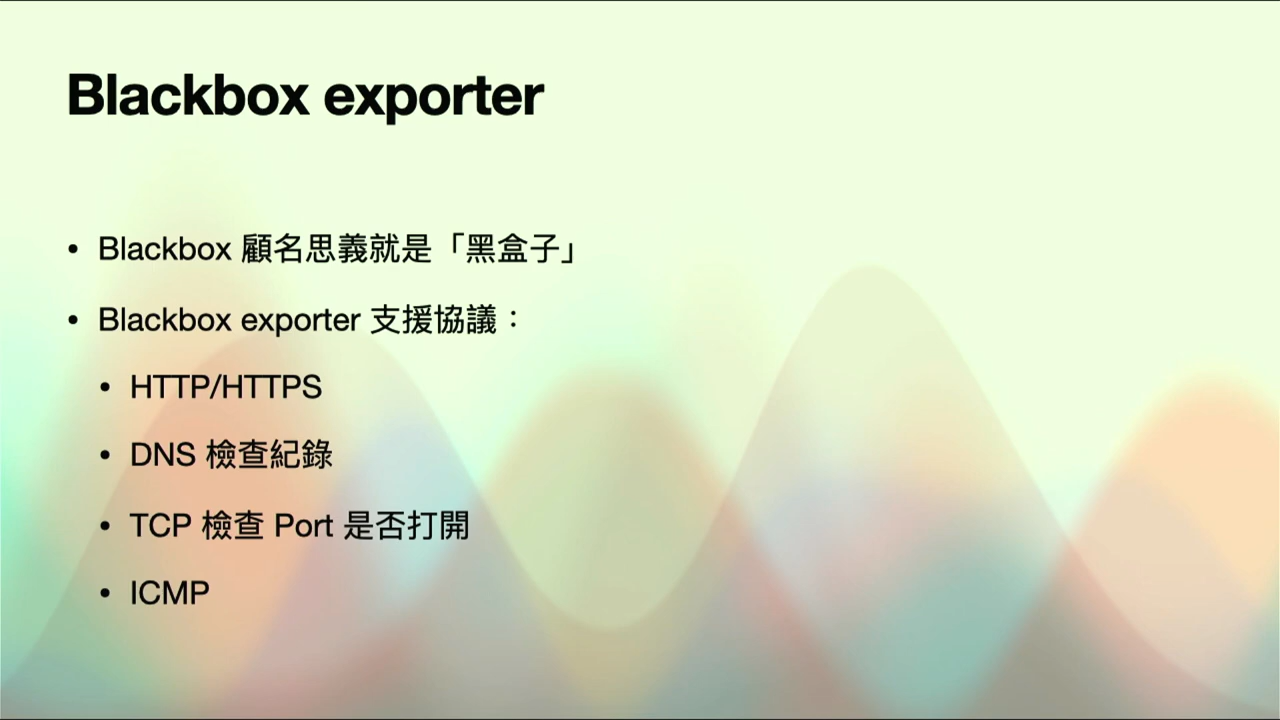 Blackbox exporter
• Blackbox 顧名思義就是「黑盒子」
• Blackbox exporter 支援協議：
• HTTP/HTTPS
• DNS 檢查紀錄
• TCP 檢查 Port 是否打開
• ICMP